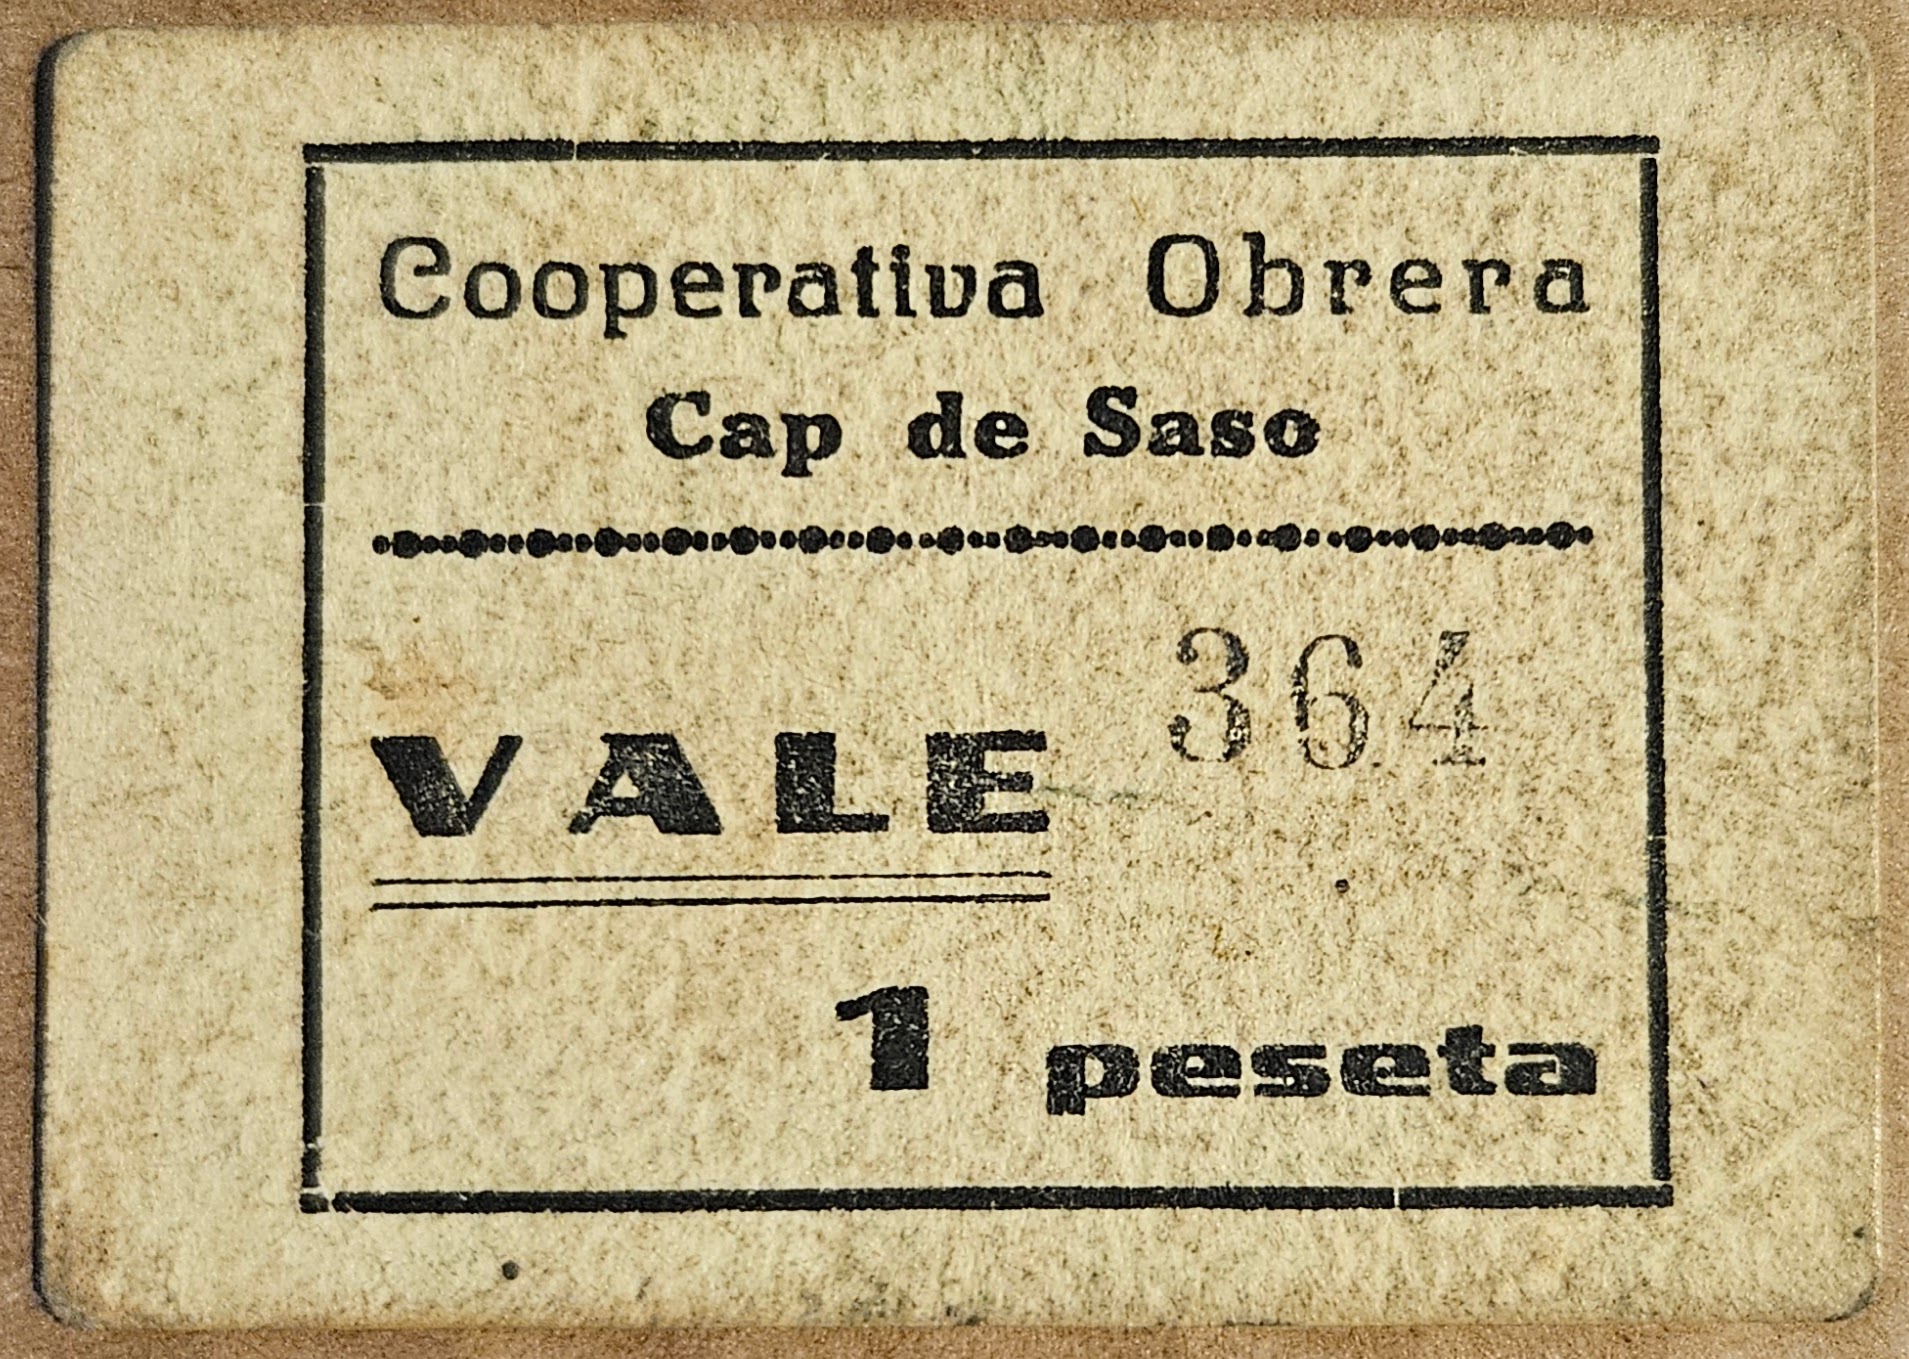 Cooperativa Obrera
Cap de Saso
364
VALE
1 peseta